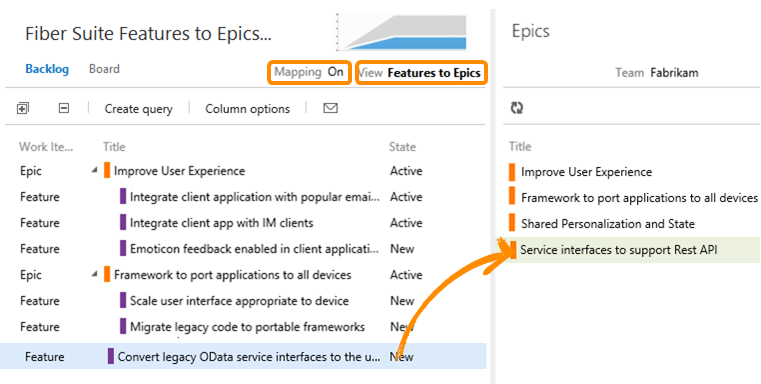 Fiber Suite Features to Epics...
Backlog Board
Mapping On View Features to Epics
Create query Column options
Work Ite... Title State
Epic Improve User Experience Active
Feature Integrate client application with popular emai... Active
Feature Integrate client app with IM clients Active
Feature Emoticon feedback enabled in client applicati... New
Epic Framework to port applications to all devices Active
Feature Scale user interface appropriate to device New
Feature Migrate legacy code to portable frameworks New
Feature Convert legacy OData service interfaces to the u... New
Epics
Team Fabrikam
Title
Improve User Experience
Framework to port applications to all devices
Shared Personalization and State
Service interfaces to support Rest API